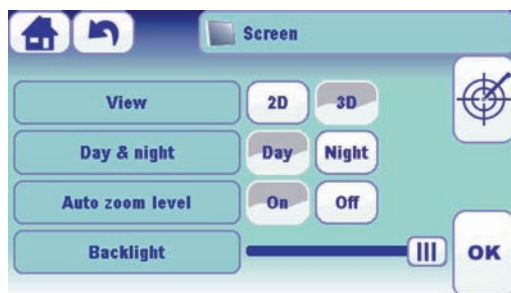 Screen
View 2D 3D
Day & night Day Night
Auto zoom level On Off
Backlight OK